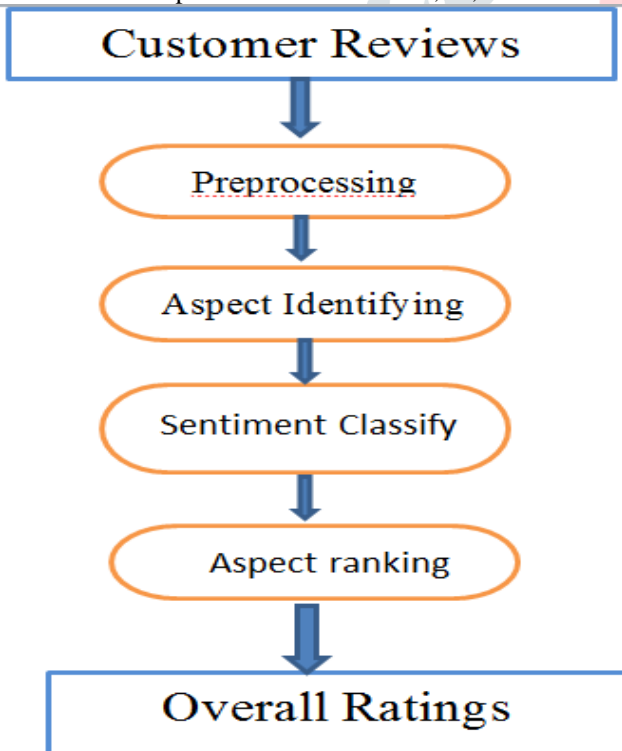 Customer Reviews
Preprocessing
Aspect Identifying
Sentiment Classify
Aspect ranking
Overall Ratings